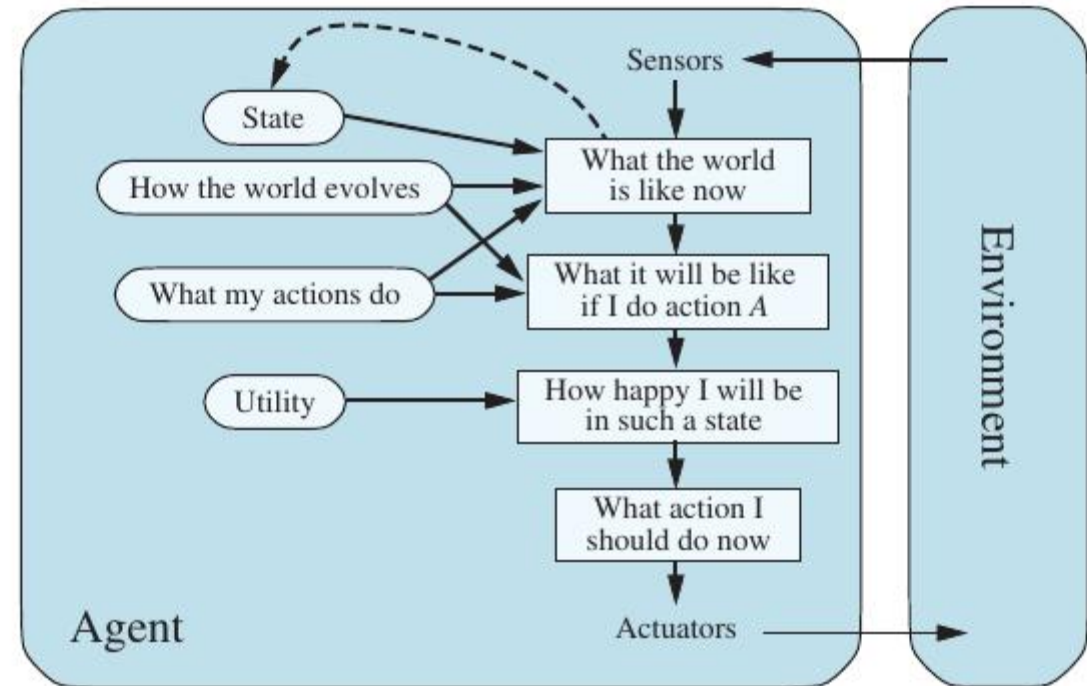 Sensors
State
What the world
is like now
How the world evolves
What it will be like
if I do action A
What my actions do
How happy I will be
in such a state
Utility
What action I
should do now
Agent
Actuators
Environment